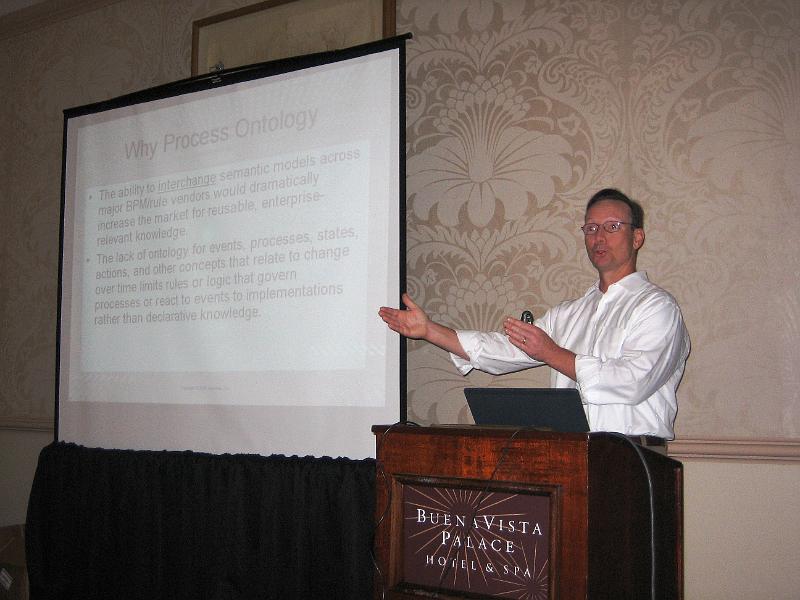 Why Process Ontology
• The ability to interchange semantic models across
major BPM/rule vendors would dramatically
increase the market for reusable, enterprise-
relevant knowledge.
• The lack of ontology for events, processes, states,
actions, and other concepts that relate to change
over time limits rules or logic that govern
processes or react to events to implementations
rather than declarative knowledge.
BUENAVISTA
PALACE
HOTEL & SPA